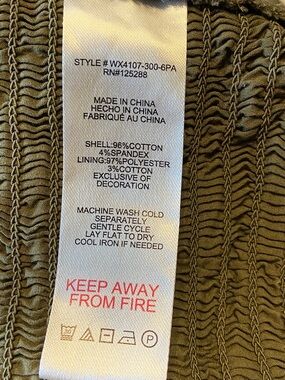 STYLE # WX4107-300-6PA
RN#125288
MADE IN CHINA
HECHO IN CHINA
FABRIQUÉ AU CHINA
SHELL:96%COTTON
4%SPANDEX
LINING:97%POLYESTER
3%COTTON
EXCLUSIVE OF
DECORATION
MACHINE WASH COLD
SEPARATELY
GENTLE CYCLE
LAY FLAT TO DRY
COOL IRON IF NEEDED
KEEP AWAY
FROM FIRE
P